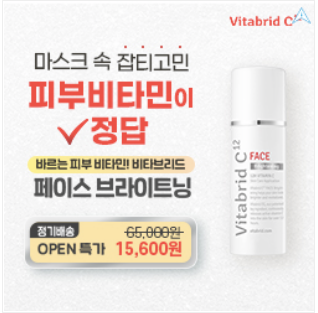 Vitabrid C
마스크 속 잡티고민
피부비타민이
정답
바르는 피부 비타민! 비타브리드
페이스 브라이트닝
정기배송 65,000원
OPEN 특가 15,600원
Vitabrid C12
FACE